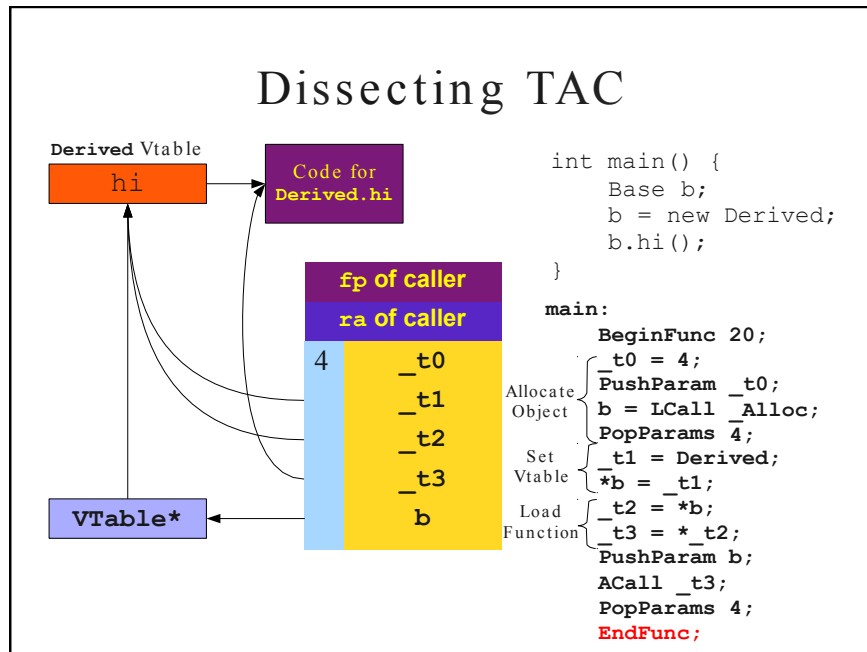 Dissecting TAC
Derived Vtable
hi
Code for
Derived.hi
fp of caller
ra of caller
4 _t0
_t1
_t2
_t3
b
VTable*
int main() {
Base b;
b = new Derived;
b.hi();
}
main:
BeginFunc 20;
Allocate
Object
_t0 = 4;
PushParam _t0;
b = LCall _Alloc;
PopParams 4;
Set
Vtable
_t1 = Derived;
*b = _t1;
Load
Function
_t2 = *b;
_t3 = *_t2;
PushParam b;
ACall _t3;
PopParams 4;
EndFunc;